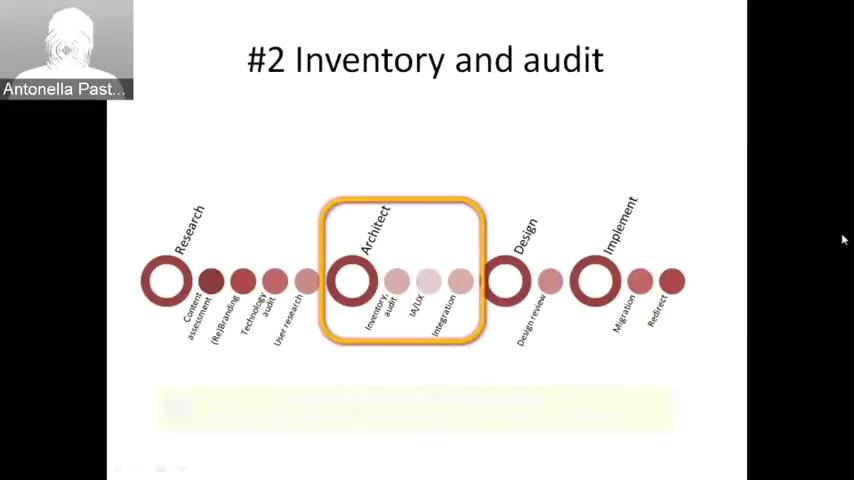 #2 Inventory and audit
Antonella Past...
Research
Content
assessment
(Re)Branding
Technology
audit
User research
Architect
Inventory,
audit
IA/UX
Integration
Design
Design review
Implement
Migration
Redirect